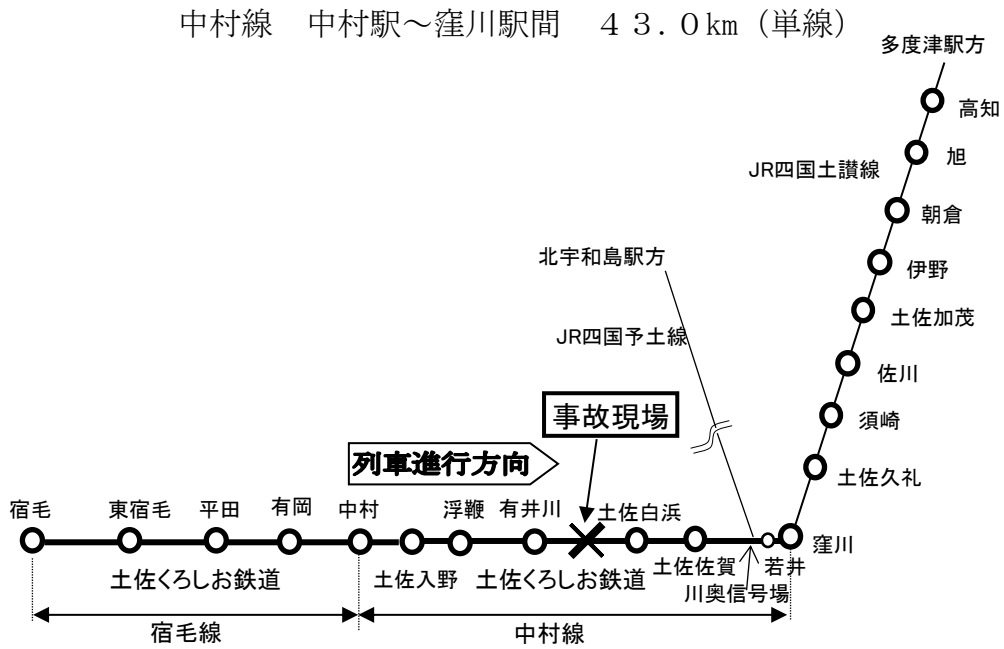 中村線　中村駅～窪川駅間　４３.０㎞（単線）
多度津駅方
高知
旭
JR四国土讃線
朝倉
北宇和島駅方
伊野
土佐加茂
JR四国予土線
佐川
事故現場
須崎
列車進行方向
土佐久礼
宿毛
東宿毛
平田
有岡
中村
浮鞭
有井川
土佐白浜
窪川
土佐くろしお鉄道
土佐入野
土佐くろしお鉄道
土佐佐賀
若井
川奥信号場
宿毛線
中村線